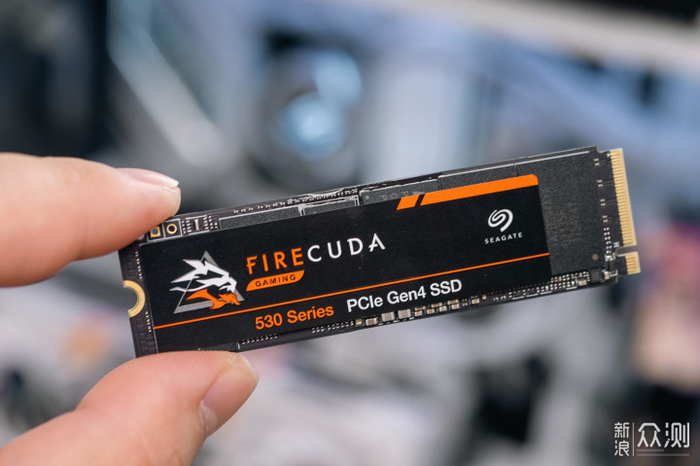 FIRECUDA
GAMING
SEAGATE
530 Series PCIe Gen4 SSD
新浪 众测